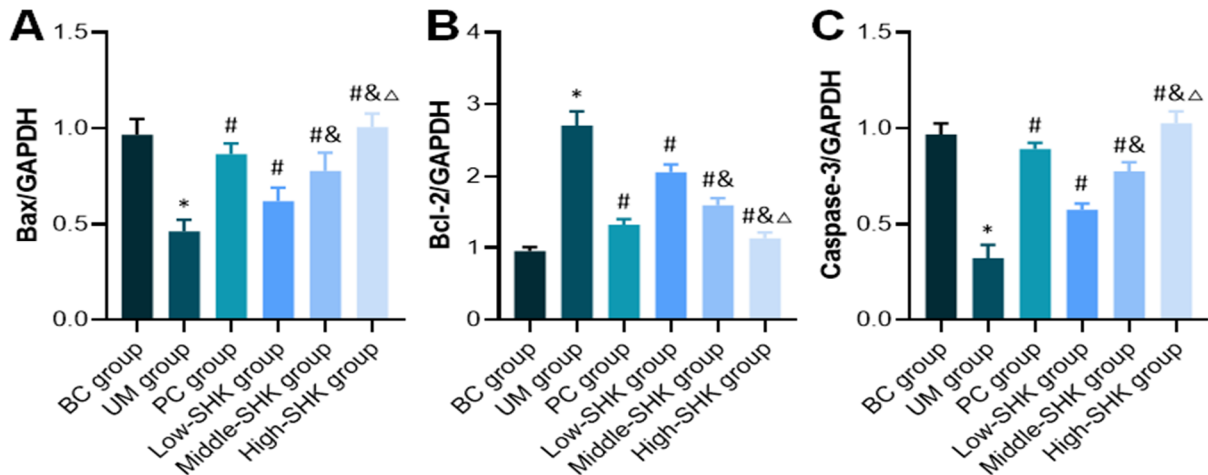 A
Bax/GAPDH
1.5
1.0
0.5
0.0
*
#
#
#&
#&△
BC group
UM group
PC group
Low-SHK group
Middle-SHK group
High-SHK group
B
Bcl-2/GAPDH
4
3
2
1
0
*
#
#
#&
#&△
BC group
UM group
PC group
Low-SHK group
Middle-SHK group
High-SHK group
C
Caspase-3/GAPDH
1.5
1.0
0.5
0.0
*
#
#
#&
#&△
BC group
UM group
PC group
Low-SHK group
Middle-SHK group
High-SHK group